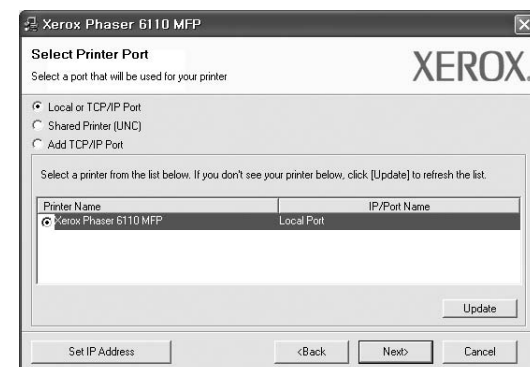 Xerox Phaser 6110 MFP
Select Printer Port
Select a port that will be used for your printer
XEROX.
Local or TCP/IP Port
Shared Printer (UNC)
Add TCP/IP Port
Select a printer from the list below. If you don't see your printer below, click [Update] to refresh the list.
Printer Name IP/Port Name
Xerox Phaser 6110 MFP Local Port
Update
Set IP Address <Back Next> Cancel